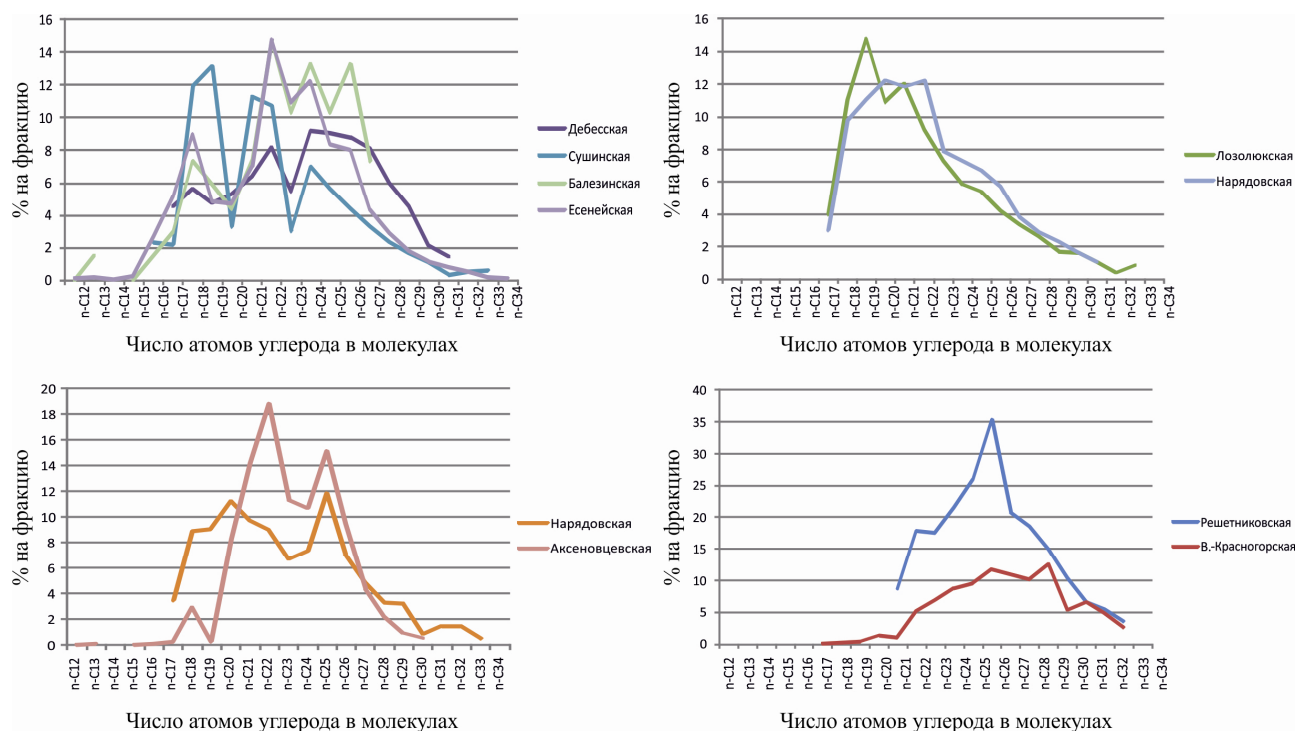 % на фракцию
16
14
12
10
8
6
4
2
0
n-C12
n-C13
n-C14
n-C15
n-C16
n-C17
n-C18
n-C19
n-C20
n-C21
n-C22
n-C23
n-C24
n-C25
n-C26
n-C27
n-C28
n-C29
n-C30
n-C31
n-C32
n-C33
n-C34
Дебесская
Сушинская
Балезинская
Есенейская
Число атомов углерода в молекулах
% на фракцию
16
14
12
10
8
6
4
2
0
n-C12
n-C13
n-C14
n-C15
n-C16
n-C17
n-C18
n-C19
n-C20
n-C21
n-C22
n-C23
n-C24
n-C25
n-C26
n-C27
n-C28
n-C29
n-C30
n-C31
n-C32
n-C33
n-C34
Лозолюкская
Нарядовская
Число атомов углерода в молекулах
% на фракцию
20
18
16
14
12
10
8
6
4
2
0
n-C12
n-C13
n-C14
n-C15
n-C16
n-C17
n-C18
n-C19
n-C20
n-C21
n-C22
n-C23
n-C24
n-C25
n-C26
n-C27
n-C28
n-C29
n-C30
n-C31
n-C32
n-C33
n-C34
Нарядовская
Аксеновцевская
Число атомов углерода в молекулах
% на фракцию
40
35
30
25
20
15
10
5
0
n-C12
n-C13
n-C14
n-C15
n-C16
n-C17
n-C18
n-C19
n-C20
n-C21
n-C22
n-C23
n-C24
n-C25
n-C26
n-C27
n-C28
n-C29
n-C30
n-C31
n-C32
n-C33
n-C34
Решетниковская
В.-Красногорская
Число атомов углерода в молекулах